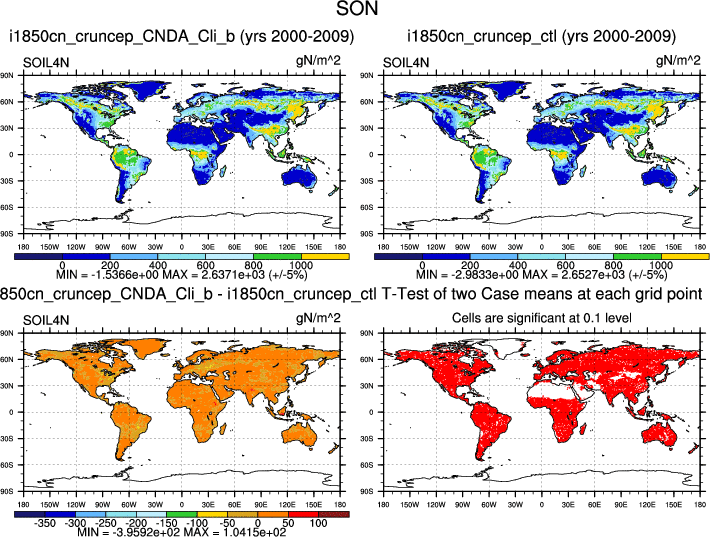 SON
i1850cn_cruncep_CNDA_Cli_b (yrs 2000-2009)
i1850cn_cruncep_ctl (yrs 2000-2009)
SOIL4N gN/m^2
SOIL4N gN/m^2
90N 60N 30N 0 30S 60S 90S
180 150W 120W 90W 60W 30W 0 30E 60E 90E 120E 150E 180
90N 60N 30N 0 30S 60S 90S
180 150W 120W 90W 60W 30W 0 30E 60E 90E 120E 150E 180
0 200 400 600 800 1000
MIN = -1.5366e+00 MAX = 2.6371e+03 (+/-5%)
0 200 400 600 800 1000
MIN = -2.9833e+00 MAX = 2.6527e+03 (+/-5%)
850cn_cruncep_CNDA_Cli_b - i1850cn_cruncep_ctl
T-Test of two Case means at each grid point
SOIL4N gN/m^2
Cells are significant at 0.1 level
90N 60N 30N 0 30S 60S 90S
180 150W 120W 90W 60W 30W 0 30E 60E 90E 120E 150E 180
90N 60N 30N 0 30S 60S 90S
180 150W 120W 90W 60W 30W 0 30E 60E 90E 120E 150E 180
-350 -300 -250 -200 -150 -100 -50 0 50 100
MIN = -3.9592e+02 MAX = 1.0415e+02